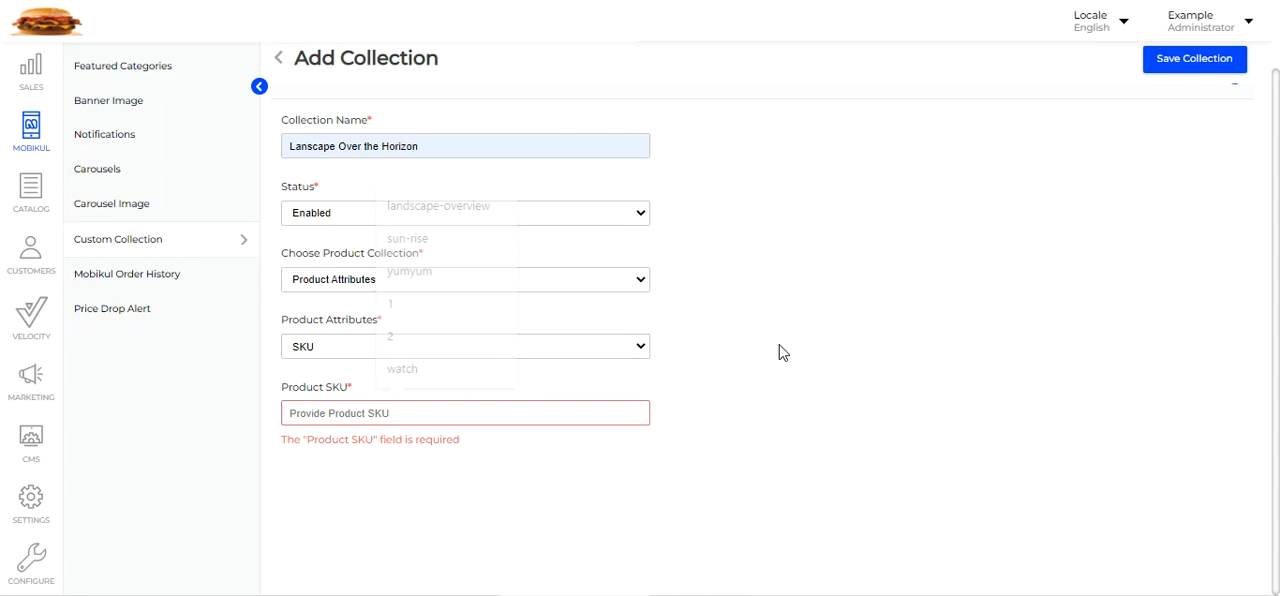 Locale
English
Example
Administrator
Add Collection
Save Collection
SALES
MOBIKUL
CATALOG
CUSTOMERS
VELOCITY
MARKETING
CMS
SETTINGS
CONFIGURE
Featured Categories
Banner Image
Notifications
Carousels
Carousel Image
Custom Collection
Mobikul Order History
Price Drop Alert
Collection Name*
Lanscape Over the Horizon
Status*
Enabled
landscape-overview
sun-rise
Choose Product Collection*
yumyum
Product Attributes
1
Product Attributes*
2
SKU
watch
Product SKU*
Provide Product SKU
The "Product SKU" field is required